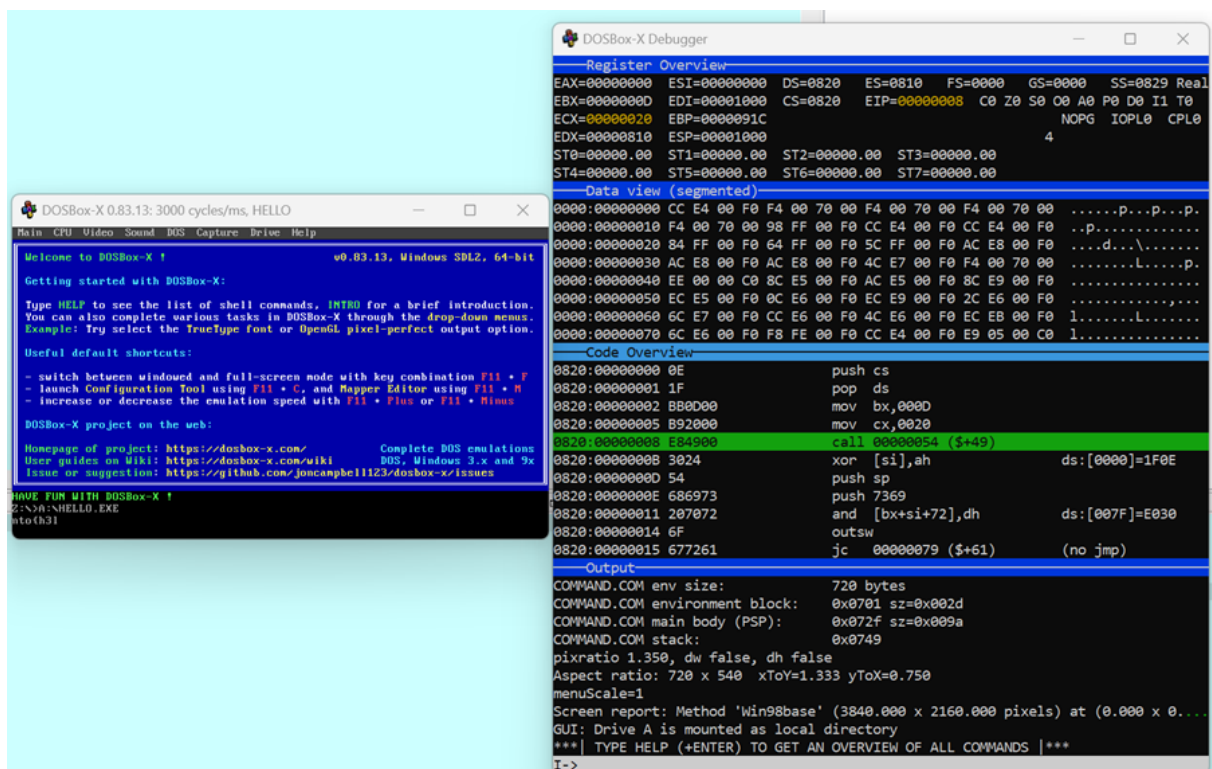 DOSBox-X 0.83.13: 3000 cycles/ms, HELLO
Main CPU Video Sound DOS Capture Drive Help
Welcome to DOSBox-X ! v0.83.13, Windows SDL2, 64-bit
Getting started with DOSBox-X:
Type HELP to see the list of shell commands, INTRO for a brief introduction.
You can also complete various tasks in DOSBox-X through the drop-down menus.
Example: Try select the TrueType font or OpenGL pixel-perfect output option.
Useful default shortcuts:
- switch between windowed and full-screen mode with key combination F11 + F
- launch Configuration Tool using F11 + C, and Mapper Editor using F11 + M
- increase or decrease the emulation speed with F11 + Plus or F11 + Minus
DOSBox-X project on the web:
Homepage of project: https://dosbox-x.com/ Complete DOS emulations
User guides on Wiki: https://dosbox-x.com/wiki DOS, Windows 3.x and 9x
Issue or suggestion: https://github.com/joncampbell123/dosbox-x/issues
HAVE FUN WITH DOSBox-X !
Z:\>A:\HELLO.EXE
DOSBox-X Debugger
Register Overview
EAX=00000000 ESI=00000000 DS=0820 ES=0810 FS=0000 GS=0000 SS=0829 Real
EBX=0000000D EDI=00001000 CS=0820 EIP=00000008 C0 Z0 S0 O0 A0 P0 D0 I1 T0
ECX=00000020 EBP=0000091C NOPG IOPL0 CPL0
EDX=00000810 ESP=00001000 4
ST0=00000.00 ST1=00000.00 ST2=00000.00 ST3=00000.00
ST4=00000.00 ST5=00000.00 ST6=00000.00 ST7=00000.00
Data view (segmented)
0000:00000000 CC E4 00 F0 F4 00 70 00 F4 00 70 00 F4 00 70 00 ......p...p...p.
0000:00000010 F4 00 70 00 98 FF 00 F0 CC E4 00 F0 CC E4 00 F0 ..p.............
0000:00000020 84 FF 00 F0 64 FF 00 F0 5C FF 00 F0 AC E8 00 F0 ....d...\.......
0000:00000030 AC E8 00 F0 AC E8 00 F0 4C E7 00 F0 F4 00 70 00 ........L.....p.
0000:00000040 EE 00 00 C0 8C E5 00 F0 AC E5 00 F0 8C E9 00 F0 ................
0000:00000050 EC E5 00 F0 0C E6 00 F0 EC E9 00 F0 2C E6 00 F0 ............,...
0000:00000060 6C E7 00 F0 CC E6 00 F0 4C E6 00 F0 EC EB 00 F0 l.......L.......
0000:00000070 6C E6 00 F0 F8 FE 00 F0 CC E4 00 F0 E9 05 00 C0 l...............
Code Overview
0820:00000000 0E push cs
0820:00000001 1F pop ds
0820:00000002 BB0D00 mov bx,000D
0820:00000005 B92000 mov cx,0020
0820:00000008 E84900 call 00000054 ($+49)
0820:0000000B 3024 xor [si],ah ds:[0000]=1F0E
0820:0000000D 54 push sp
0820:0000000E 686973 push 7369
0820:00000011 207072 and [bx+si+72],dh ds:[007F]=E030
0820:00000014 6F outsw
0820:00000015 677261 jc 00000079 ($+61) (no jmp)
Output
COMMAND.COM env size: 720 bytes
COMMAND.COM environment block: 0x0701 sz=0x002d
COMMAND.COM main body (PSP): 0x072f sz=0x009a
COMMAND.COM stack: 0x0749
pixratio 1.350, dw false, dh false
Aspect ratio: 720 x 540 xToY=1.333 yToX=0.750
menuScale=1
Screen report: Method 'Win98base' (3840.000 x 2160.000 pixels) at (0.000 x 0....
GUI: Drive A is mounted as local directory
***| TYPE HELP (+ENTER) TO GET AN OVERVIEW OF ALL COMMANDS |***
I->